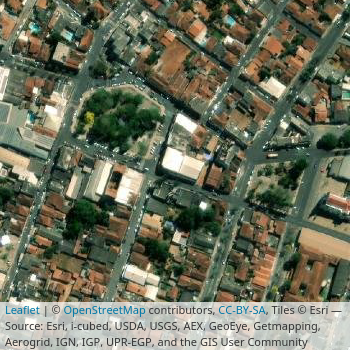 Leaflet | © OpenStreetMap contributors, CC-BY-SA, Tiles © Esri —
Source: Esri, i-cubed, USDA, USGS, AEX, GeoEye, Getmapping,
Aerogrid, IGN, IGP, UPR-EGP, and the GIS User Community